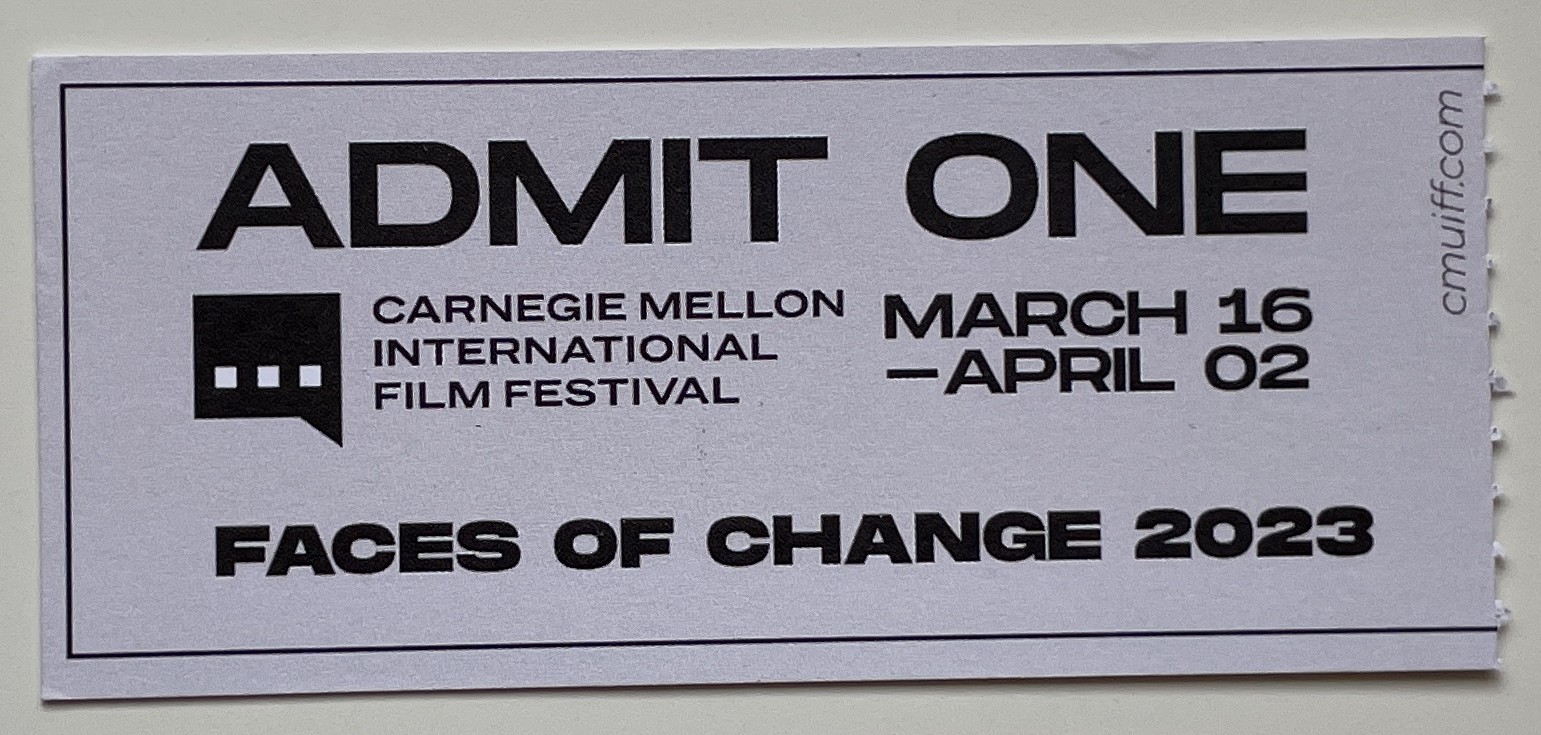 ADMIT ONE
CARNEGIE MELLON
INTERNATIONAL
FILM FESTIVAL
MARCH 16
—APRIL 02
FACES OF CHANGE 2023
cmuiff.com